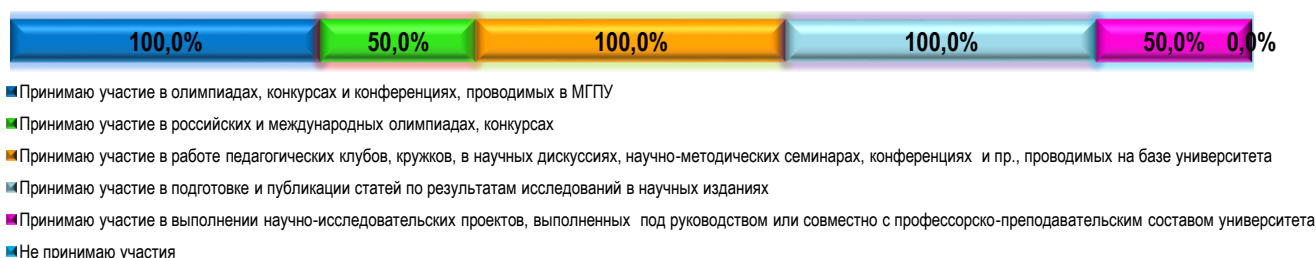 100,0% 50,0% 100,0% 100,0% 50,0% 0,0%
Принимаю участие в олимпиадах, конкурсах и конференциях, проводимых в МГПУ
Принимаю участие в российских и международных олимпиадах, конкурсах
Принимаю участие в работе педагогических клубов, кружков, в научных дискуссиях, научно-методических семинарах, конференциях и пр., проводимых на базе университета
Принимаю участие в подготовке и публикации статей по результатам исследований в научных изданиях
Принимаю участие в выполнении научно-исследовательских проектов, выполненных под руководством или совместно с профессорско-преподавательским составом университета
Не принимаю участия